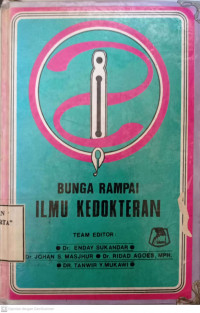 BUNGA RAMPAI
ILMU KEDOKTERAN
TEAM EDITOR :
● Dr. ENDAY SUKANDAR
● Dr JOHAN S. MASJHUR ● Dr. RIDAD AGOES, MPH.
● DR. TANWIR Y. MUKAWI ●